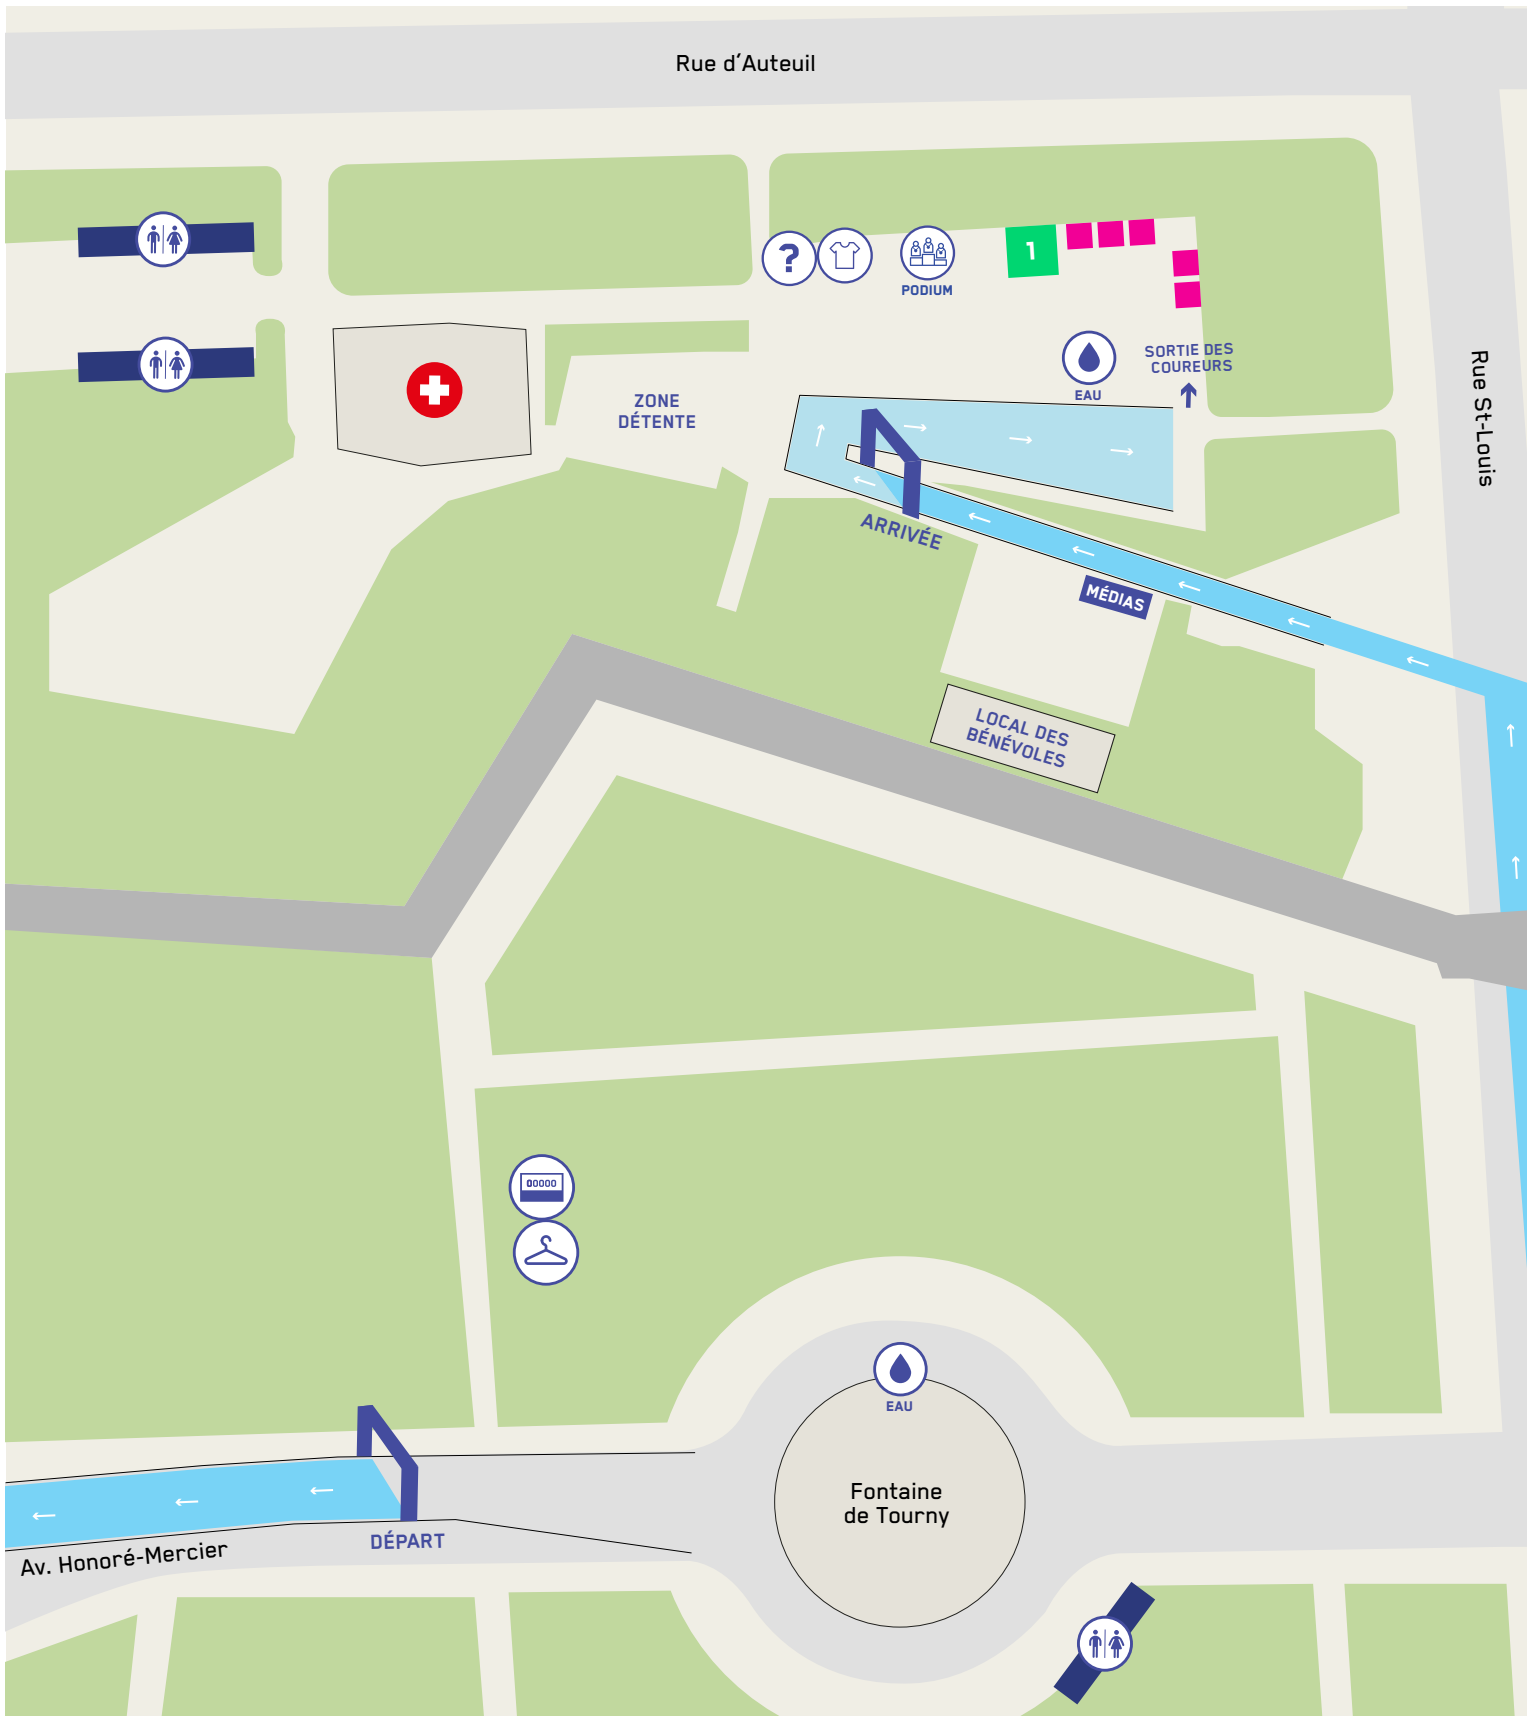 Rue d'Auteuil
?
1
PODIUM
SORTIE DES
COUREURS
EAU
Rue St-Louis
ZONE
DÉTENTE
ARRIVÉE
MÉDIAS
LOCAL DES
BÉNÉVOLES
00000
EAU
Fontaine
de Tourny
DÉPART
Av. Honoré-Mercier